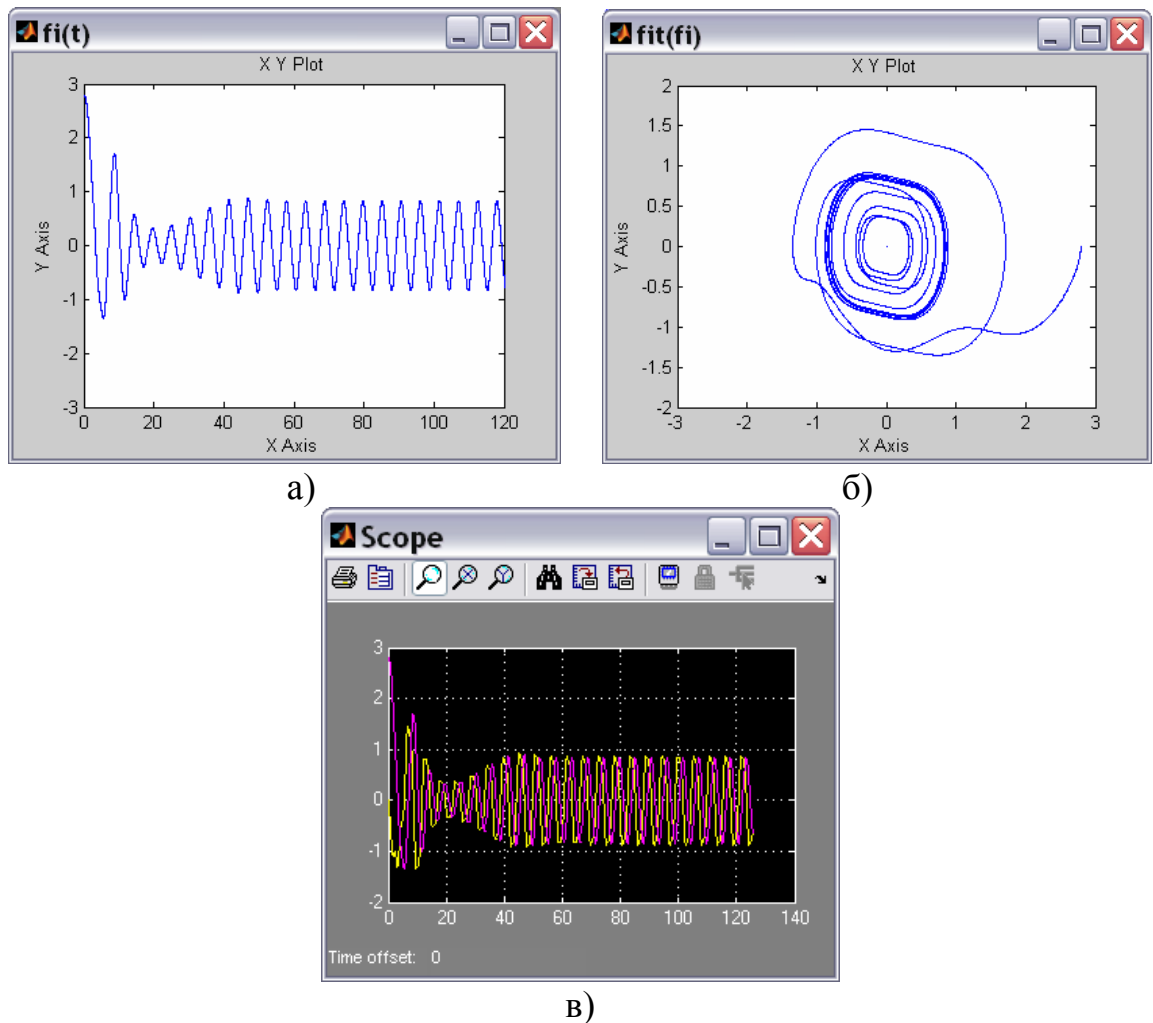 fi(t)
X Y Plot
3
2
1
0
-1
-2
-3
Y Axis
0 20 40 60 80 100 120
X Axis
а)
fit(fi)
X Y Plot
2
1.5
1
0.5
0
-0.5
-1
-1.5
-2
Y Axis
-3 -2 -1 0 1 2 3
X Axis
б)
Scope
3
2
1
0
-1
-2
0 20 40 60 80 100 120 140
Time offset: 0
в)